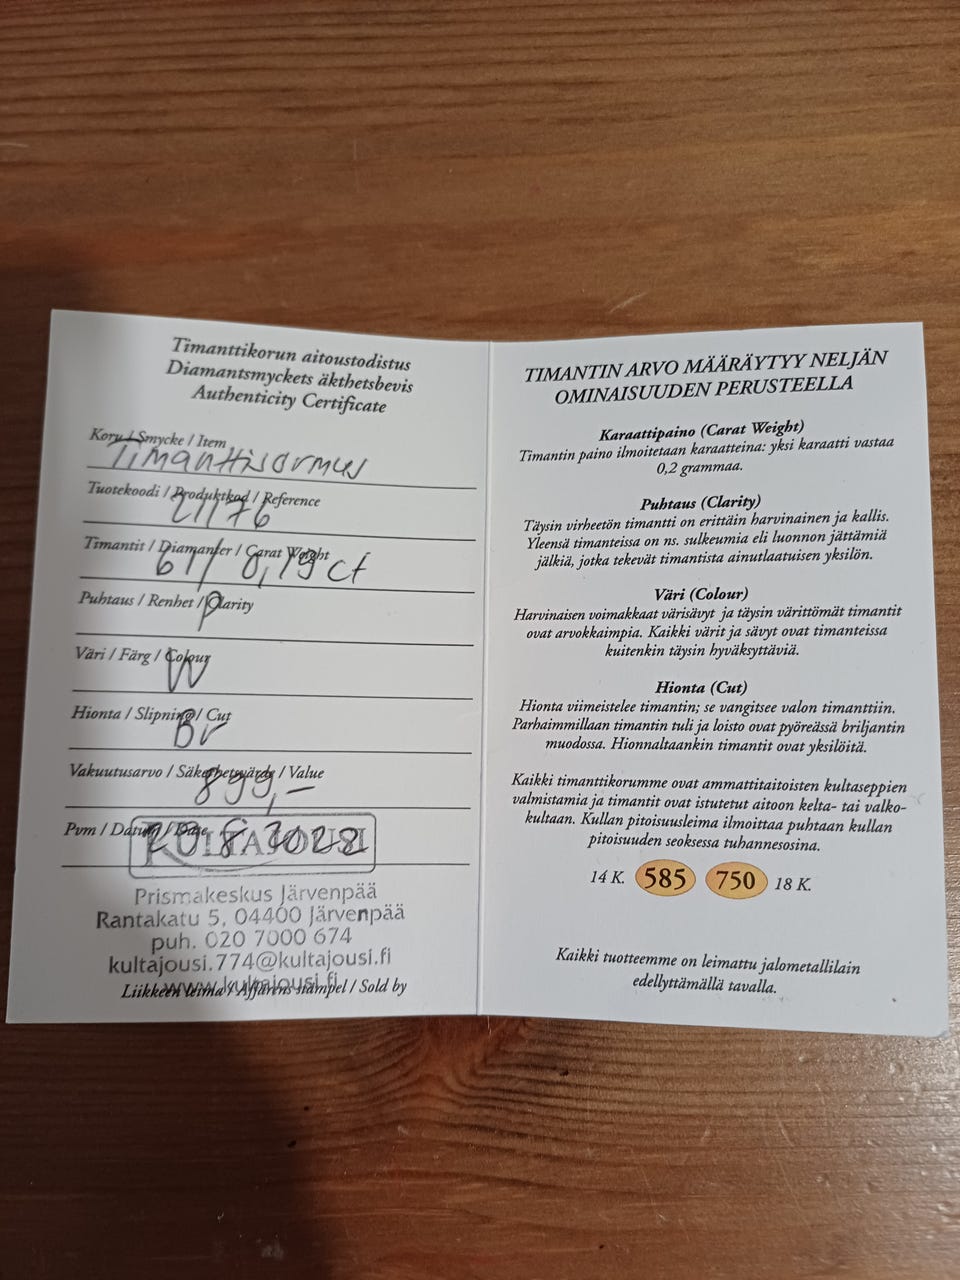 Timanttikorun aitoustodistus
Diamantsmyckets äkthetsbevis
Authenticity Certificate
Koru / Smycke / Item
Timanttisormus
Tuotekoodi / Produktkod / Reference
21176
Timantit / Diamanter / Carat Weight
61/ 0,19 ct
Puhtaus / Renhet / Clarity
P
Väri / Färg / Colour
W
Hionta / Slipning / Cut
Br
Vakuutusarvo / Säkerhetsvärde / Value
899,-
Pvm / Datum / Date
KULTAJOUSI
Prismakeskus Järvenpää
Rantakatu 5, 04400 Järvenpää
puh. 020 7000 674
kultajousi.774@kultajousi.fi
www.kultajousi.fi
Liikkeen leima / Affärens stämpel / Sold by
TIMANTIN ARVO MÄÄRÄYTYY NELJÄN
OMINAISUUDEN PERUSTEELLA
Karaattipaino (Carat Weight)
Timantin paino ilmoitetaan karaatteina: yksi karaatti vastaa
0,2 grammaa.
Puhtaus (Clarity)
Täysin virheetön timantti on erittäin harvinainen ja kallis.
Yleensä timanteissa on ns. sulkeumia eli luonnon jättämiä
jälkiä, jotka tekevät timantista ainutlaatuisen yksilön.
Väri (Colour)
Harvinaisen voimakkaat värisävyt ja täysin värittömät timantit
ovat arvokkaimpia. Kaikki värit ja sävyt ovat timanteissa
kuitenkin täysin hyväksyttäviä.
Hionta (Cut)
Hionta viimeistelee timantin; se vangitsee valon timanttiin.
Parhaimmillaan timantin tuli ja loisto ovat pyöreässä briljantin
muodossa. Hionnaltaankin timantit ovat yksilöitä.
Kaikki timanttikorumme ovat ammattitaitoisten kultaseppien
valmistamia ja timantit ovat istutetut aitoon kelta- tai valko-
kultaan. Kullan pitoisuusleima ilmoittaa puhtaan kullan
pitoisuuden seoksessa tuhannesosina.
14 K. 585 750 18 K.
Kaikki tuotteemme on leimattu jalometallilain
edellyttämällä tavalla.